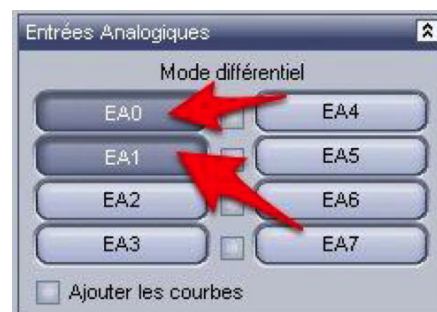 Entrées Analogiques
Mode différentiel
EA0 EA4
EA1 EA5
EA2 EA6
EA3 EA7
Ajouter les courbes